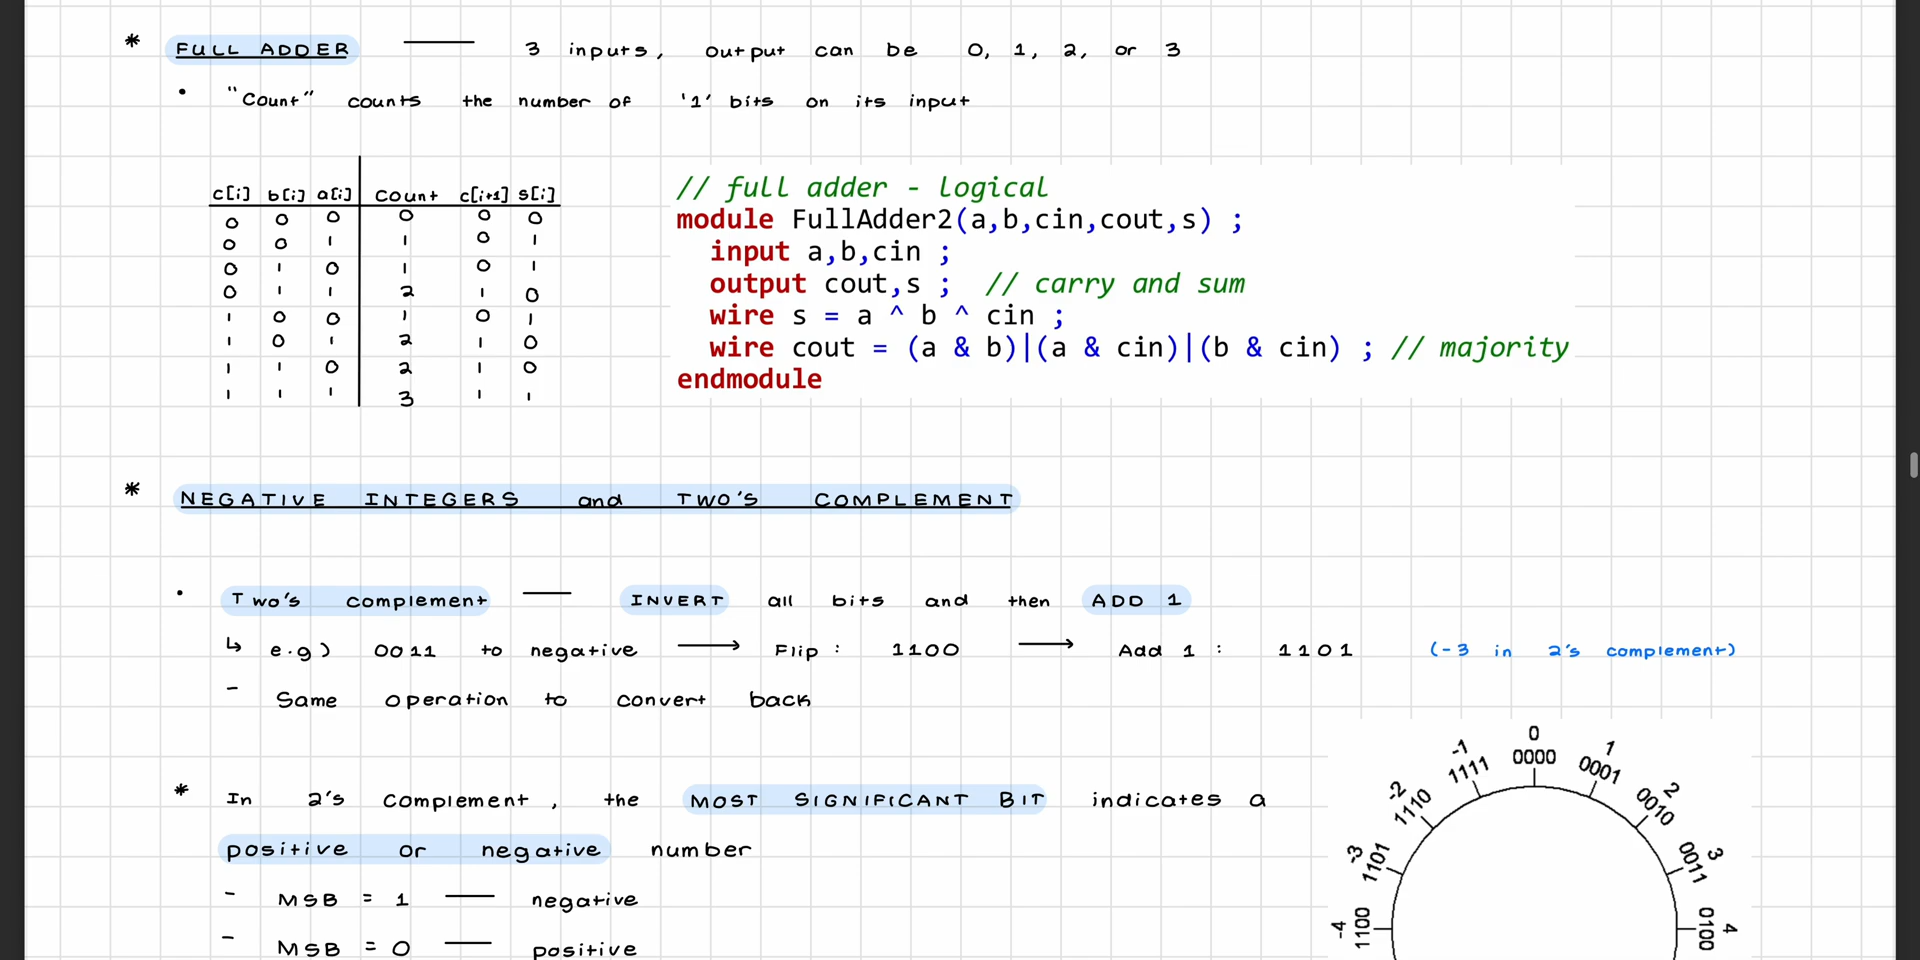 * FULL ADDER — 3 inputs, output can be 0, 1, 2, or 3
• "Count" counts the number of '1' bits on its input
c[i] b[i] a[i] count c[i+1] s[i]
0 0 0 0 0 0
0 0 1 1 0 1
0 1 0 1 0 1
0 1 1 2 1 0
1 0 0 1 0 1
1 0 1 2 1 0
1 1 0 2 1 0
1 1 1 3 1 1
// full adder - logical
module FullAdder2(a,b,cin,cout,s) ;
input a,b,cin ;
output cout,s ; // carry and sum
wire s = a ^ b ^ cin ;
wire cout = (a & b)|(a & cin)|(b & cin) ; // majority
endmodule
* NEGATIVE INTEGERS and TWO'S COMPLEMENT
• Two's complement — INVERT all bits and then ADD 1
↳ e.g) 0011 to negative → Flip : 1100 → Add 1 : 1101 (-3 in 2's complement)
- Same operation to convert back
* In 2's complement, the MOST SIGNIFICANT BIT indicates a
positive or negative number
- MSB = 1 — negative
- MSB = 0 — positive
0
0000
1
0001
2
0010
3
0011
4
0100
-1
1111
-2
1110
-3
1101
-4
1100